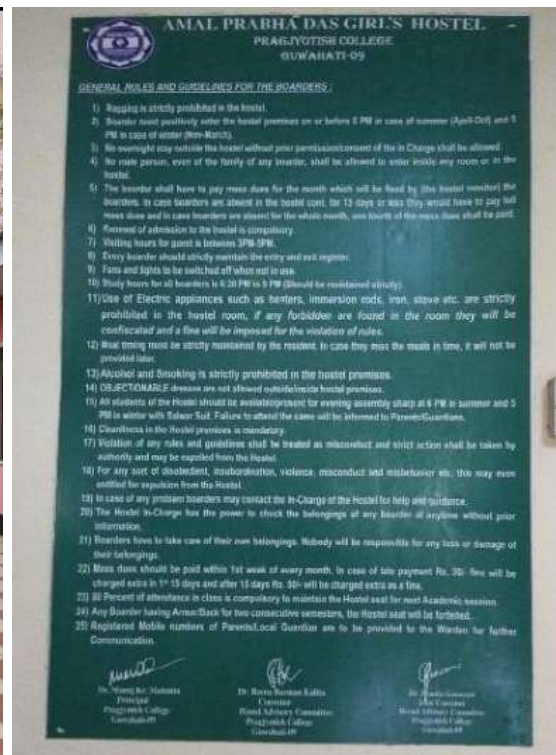 AMAL PRABHA DAS GIRL'S HOSTEL
PRAGJYOTISH COLLEGE
GUWAHATI-09
GENERAL RULES AND GUIDELINES FOR THE BOARDERS :
1) Ragging is strictly prohibited in the hostel.
2) Boarder must positively enter the hostel premises on or before 6 PM in case of summer (April-Oct) and 5
PM in case of winter (Nov-March).
3) No overnight stay outside the hostel without prior permission/consent of the In Charge shall be allowed.
4) No male person, even of the family of any boarder, shall be allowed to enter inside any room or in the
hostel.
5) The boarder shall have to pay mess dues for the month which will be fixed by (the hostel monitor) the
boarders. In case boarders are absent in the hostel cont. for 15 days or less they would have to pay full
mess dues and in case boarders are absent for the whole month, one fourth of the mess dues shall be paid.
6) Renewal of admission to the hostel is compulsory.
7) Visiting hours for guest is between 3PM-5PM.
8) Every boarder should strictly maintain the entry and exit register.
9) Fans and lights to be switched off when not in use.
10) Study hours for all boarders is 6:30 PM to 9 PM (Should be maintained strictly).
11) Use of Electric appliances such as heaters, immersion rods, iron, stove etc. are strictly
prohibited in the hostel room, if any forbidden are found in the room they will be
confiscated and a fine will be imposed for the violation of rules.
12) Meal timing must be strictly maintained by the resident. In case they miss the meals in time, it will not be
provided later.
13) Alcohol and Smoking is strictly prohibited in the hostel premises.
14) OBJECTIONABLE dresses are not allowed outside/inside hostel premises.
15) All students of the Hostel should be available/present for evening assembly sharp at 6 PM in summer and 5
PM in winter with Salwar Suit. Failure to attend the same will be informed to Parents/Guardians.
16) Cleanliness in the Hostel premises is mandatory.
17) Violation of any rules and guidelines shall be treated as misconduct and strict action shall be taken by
authority and may be expelled from the Hostel.
18) For any sort of disobedient, insubordination, violence, misconduct and misbehavior etc. this may even
entitled for expulsion from the Hostel.
19) In case of any problem boarders may contact the In-Charge of the Hostel for help and guidance.
20) The Hostel In-Charge has the power to check the belongings of any boarder at anytime without prior
information.
21) Boarders have to take care of their own belongings. Nobody will be responsible for any loss or damage of
their belongings.
22) Mess dues should be paid within 1st week of every month. In case of late payment Rs. 30/- fine will be
charged extra in 1st 15 days and after 15 days Rs. 50/- will be charged extra as a fine.
23) 80 Percent of attendance in class is compulsory to maintain the Hostel seat for next Academic session.
24) Any Boarder having Arrear/Back for two consecutive semesters, the Hostel seat will be forfeited.
25) Registered Mobile numbers of Parents/Local Guardian are to be provided to the Warden for further
Communication.
Dr. Manoj Kr. Mahanta
Principal
Pragjyotish College
Guwahati-09
Dr. Reeta Barman Kalita
Convenor
Hostel Advisory Committee
Pragjyotish College
Guwahati-09
Dr.
Hostel Advisory Committee
Pragjyotish College
Guwahati-09